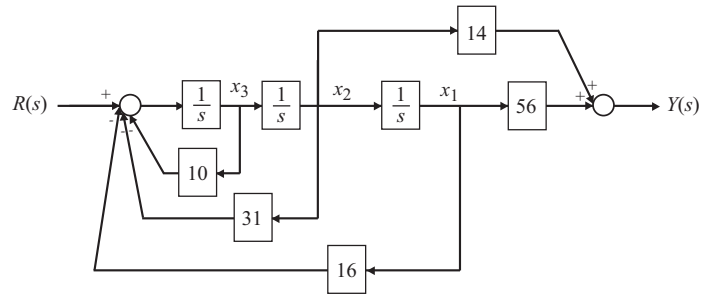 14
+
R(s) + 1/s x₃ 1/s x₂ 1/s x₁ 56 + Y(s)
- - -
10
31
16